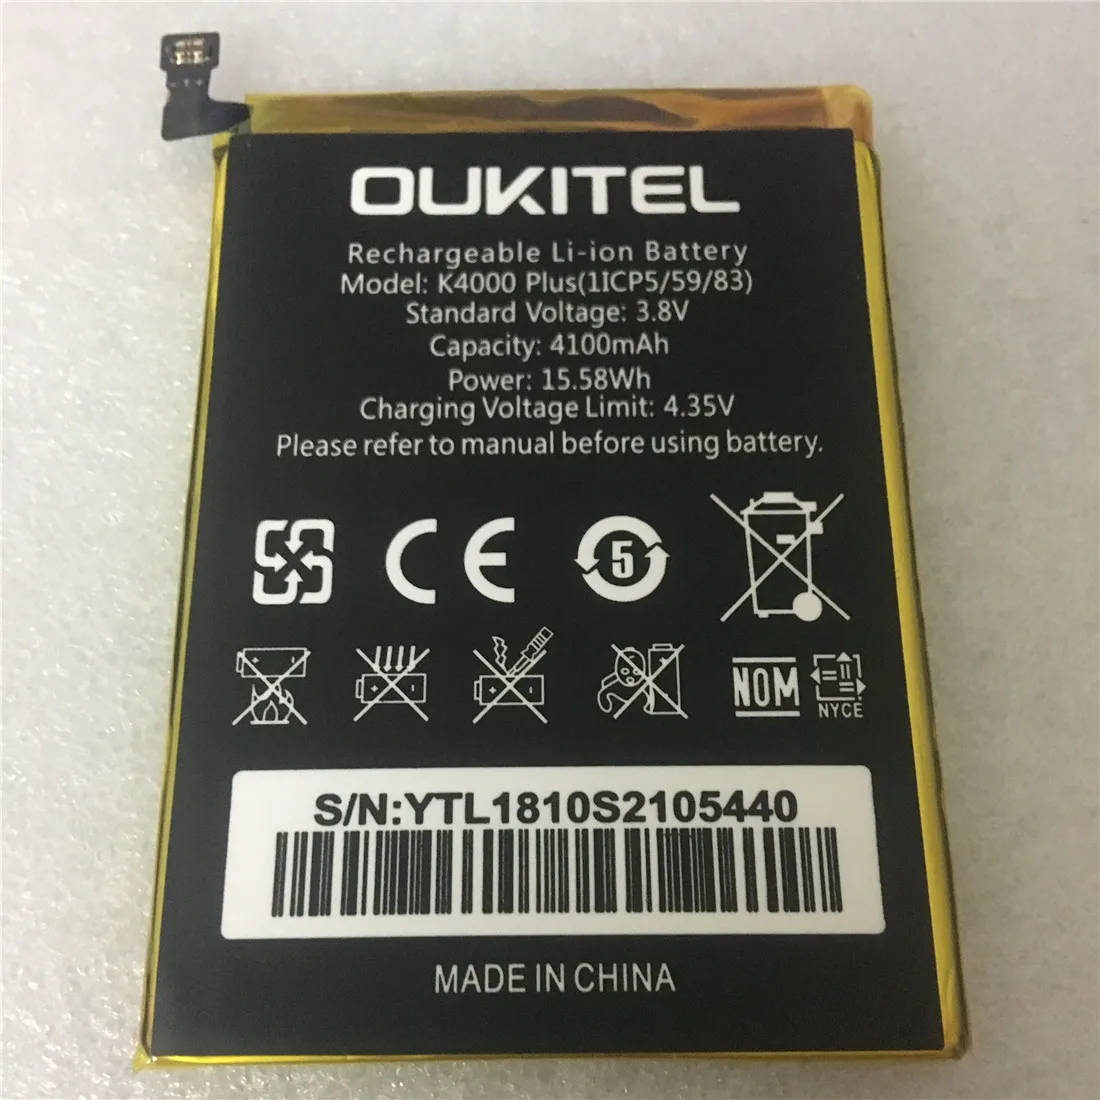 OUKITEL
Rechargeable Li-ion Battery
Model: K4000 Plus(1ICP5/59/83)
Standard Voltage: 3.8V
Capacity: 4100mAh
Power: 15.58Wh
Charging Voltage Limit: 4.35V
Please refer to manual before using battery.
CE 5
NOM
NYCE
S/N:YTL1810S2105440
MADE IN CHINA